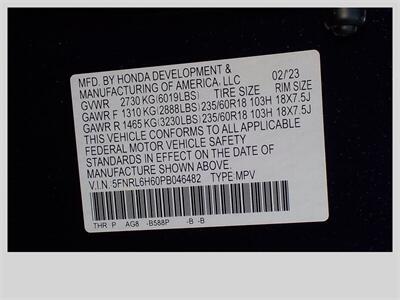 MFD. BY HONDA DEVELOPMENT &
MANUFACTURING OF AMERICA, LLC 02/'23
GVWR 2730 KG (6019LBS) TIRE SIZE RIM SIZE
GAWR F 1310 KG (2888LBS) 235/60R18 103H 18X7.5J
GAWR R 1465 KG (3230LBS) 235/60R18 103H 18X7.5J
THIS VEHICLE CONFORMS TO ALL APPLICABLE
FEDERAL MOTOR VEHICLE SAFETY
STANDARDS IN EFFECT ON THE DATE OF
MANUFACTURE SHOWN ABOVE.
V.I.N. 5FNRL6H60PB046482 TYPE:MPV
THR P AG8 -B588P -B -B